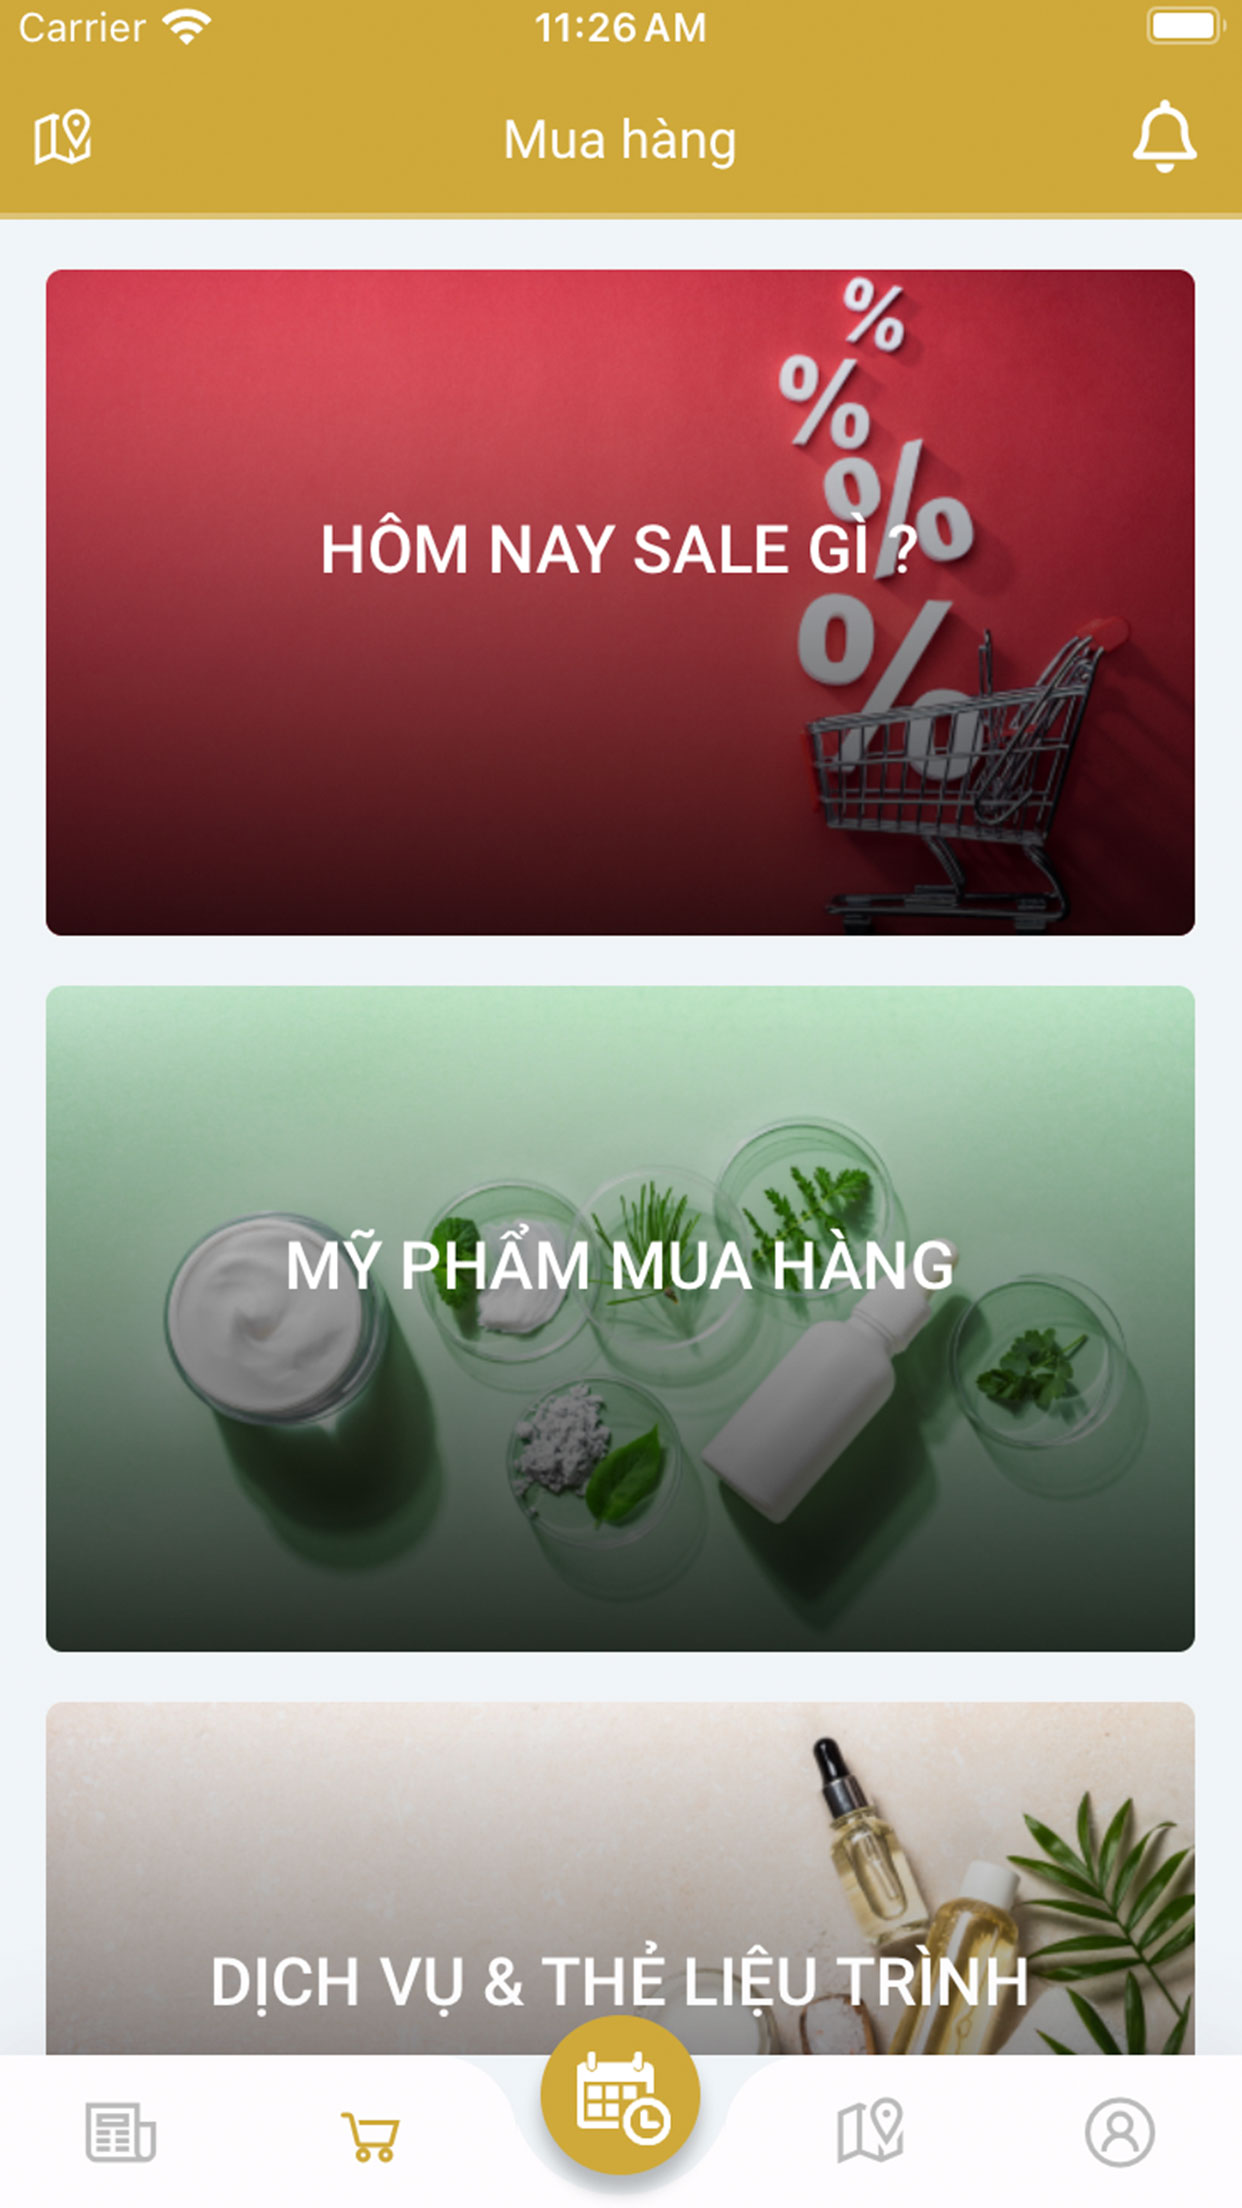 Carrier
11:26 AM
Mua hàng
%
%
%
%
HÔM NAY SALE GÌ ?
MỸ PHẨM MUA HÀNG
DỊCH VỤ & THẺ LIỆU TRÌNH